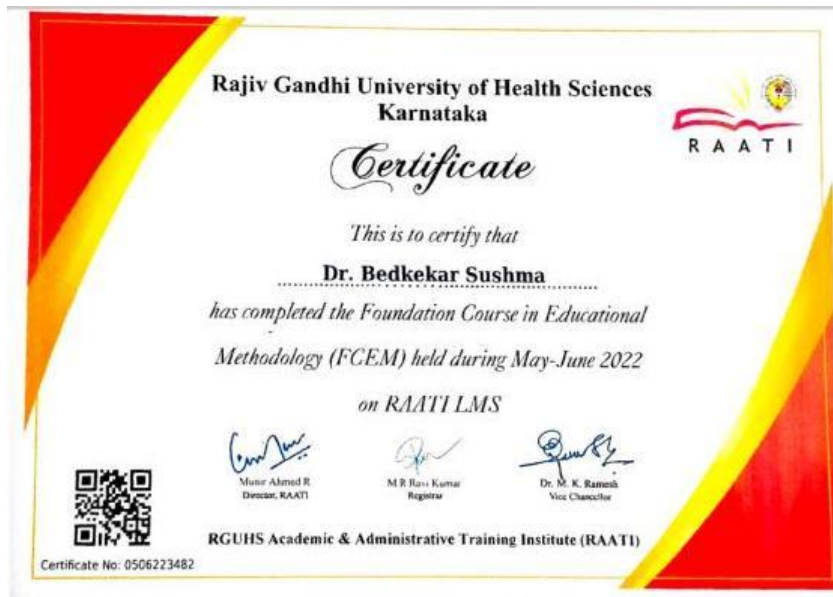 Rajiv Gandhi University of Health Sciences
Karnataka
RAATI
Certificate
This is to certify that
Dr. Bedkekar Sushma
has completed the Foundation Course in Educational
Methodology (FCEM) held during May-June 2022
on RAATI LMS
Munir Ahmed R
Director, RAATI
M R Ravi Kumar
Registrar
Dr. M. K. Ramesh
Vice Chancellor
RGUHS Academic & Administrative Training Institute (RAATI)
Certificate No: 0506223482